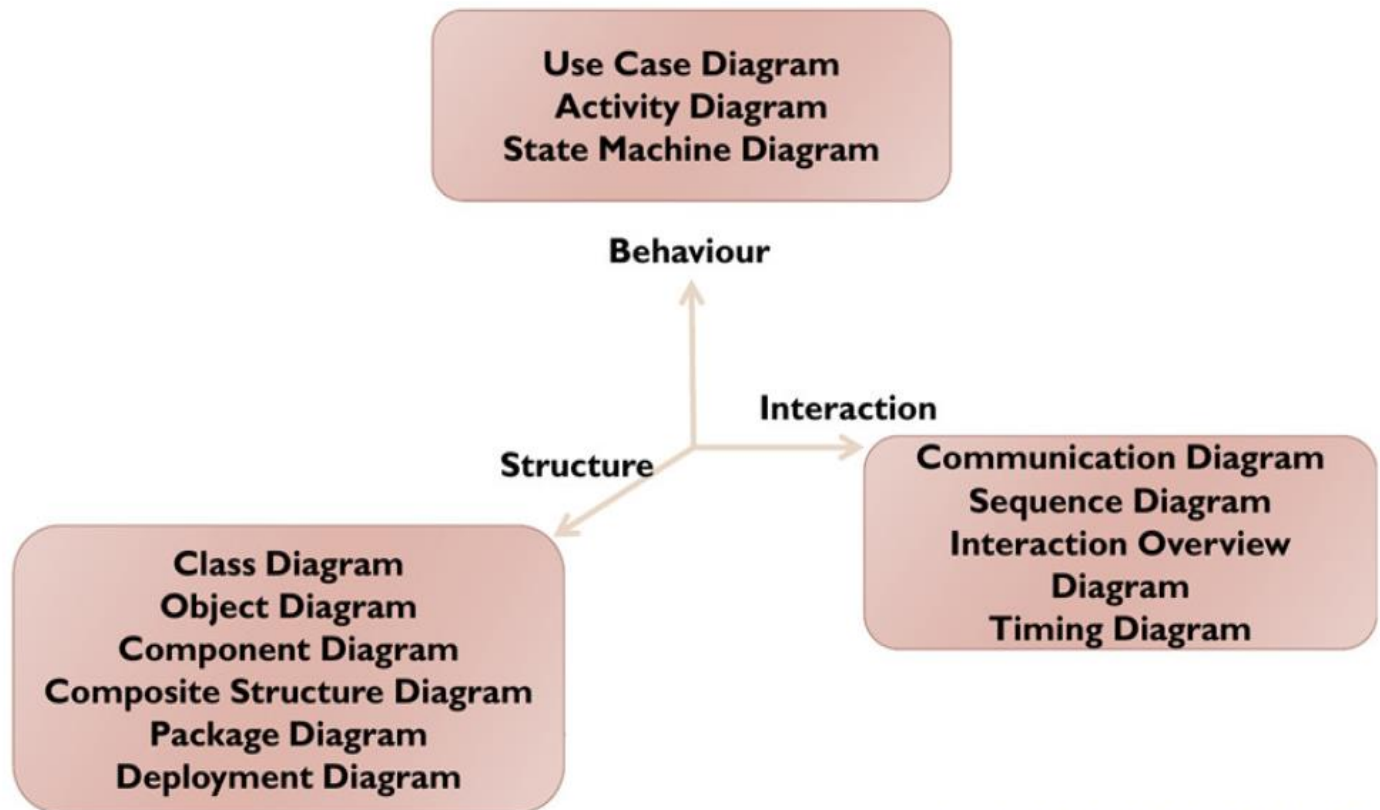 Use Case Diagram
Activity Diagram
State Machine Diagram
Behaviour
Interaction
Structure
Communication Diagram
Sequence Diagram
Interaction Overview
Diagram
Timing Diagram
Class Diagram
Object Diagram
Component Diagram
Composite Structure Diagram
Package Diagram
Deployment Diagram